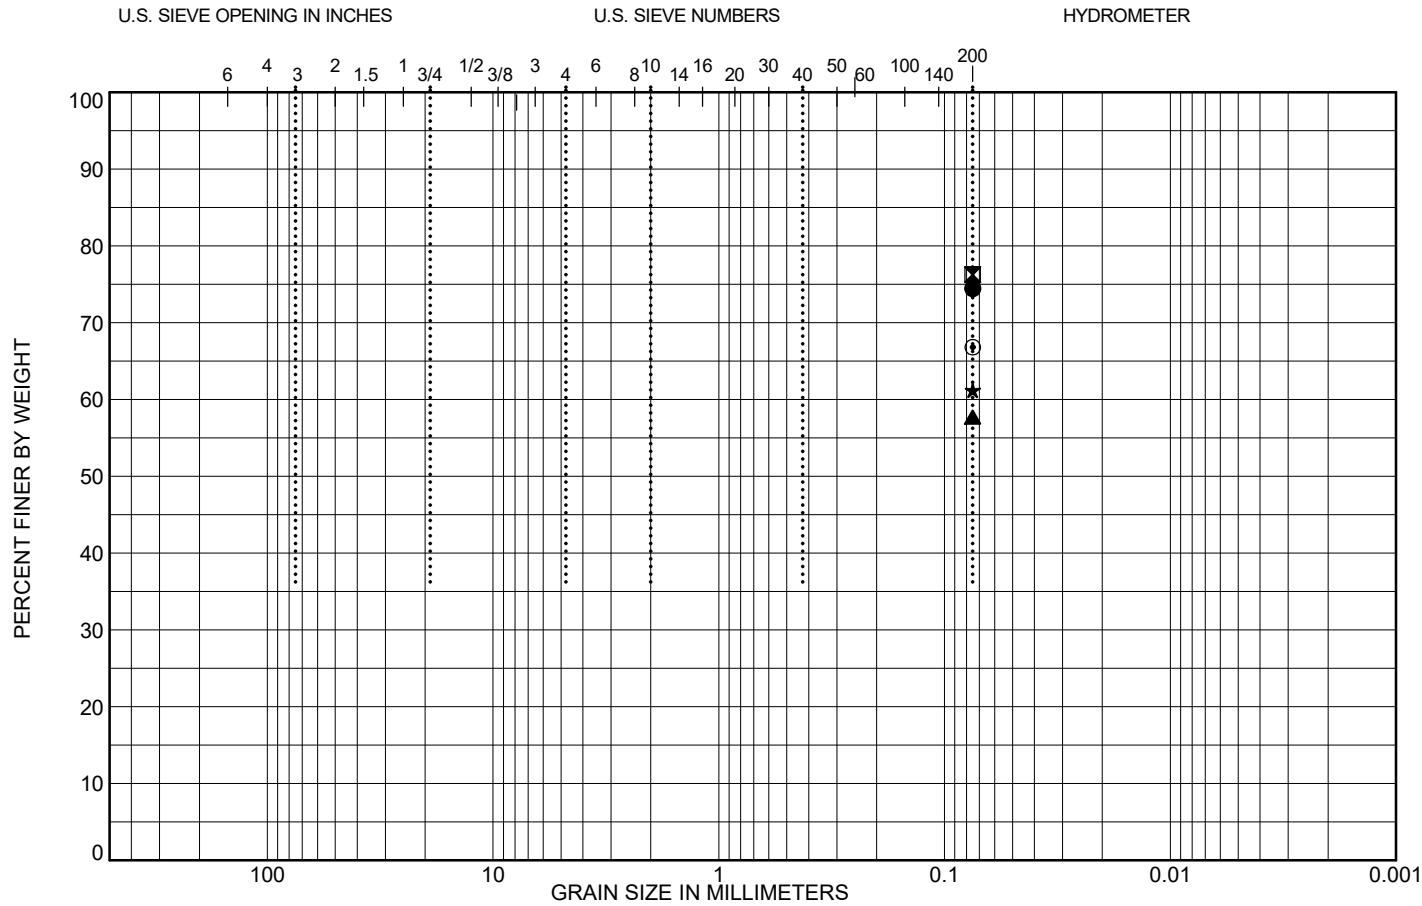 U.S. SIEVE OPENING IN INCHES U.S. SIEVE NUMBERS HYDROMETER
6 4 3 2 1.5 1 3/4 1/2 3/8 3 4 6 8 10 14 16 20 30 40 50 60 100 140 200
100
90
80
70
60
50
40
30
20
10
0
PERCENT FINER BY WEIGHT
100 10 1 0.1 0.01 0.001
GRAIN SIZE IN MILLIMETERS